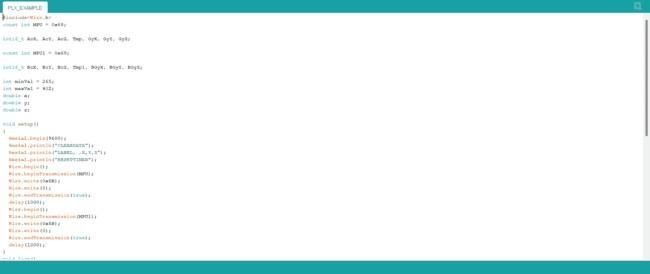 PLX_EXAMPLE
#include<Wire.h>
const int MPU = 0x68;
int16_t AcX, AcY, AcZ, Tmp, GyX, GyY, GyZ;
const int MPU1 = 0x69;
int16_t BcX, BcY, BcZ, Tmp1, BGyX, BGyY, BGyZ;
int minVal = 265;
int maxVal = 402;
double x;
double y;
double z;
void setup()
{
Serial.begin(9600);
Serial.println("CLEARDATA");
Serial.println("LABEL, ,X,Y,Z");
Serial.println("RESETTIMER");
Wire.begin();
Wire.beginTransmission(MPU);
Wire.write(0x6B);
Wire.write(0);
Wire.endTransmission(true);
delay(1000);
Wire.begin();
Wire.beginTransmission(MPU1);
Wire.write(0x6B);
Wire.write(0);
Wire.endTransmission(true);
delay(1200);
}